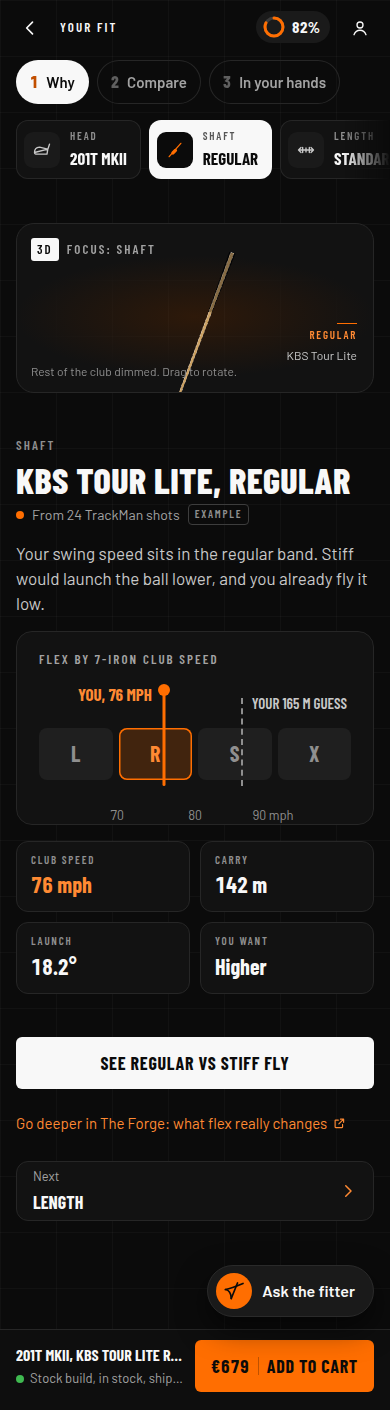 YOUR FIT
82%
1 Why
2 Compare
3 In your hands
HEAD
201T MKII
SHAFT
REGULAR
LENGTH
STANDAR
3D FOCUS: SHAFT
REGULAR
KBS Tour Lite
Rest of the club dimmed. Drag to rotate.
SHAFT
KBS TOUR LITE, REGULAR
From 24 TrackMan shots EXAMPLE
Your swing speed sits in the regular band. Stiff
would launch the ball lower, and you already fly it
low.
FLEX BY 7-IRON CLUB SPEED
YOU, 76 MPH
YOUR 165 M GUESS
L R S X
70 80 90 mph
CLUB SPEED
76 mph
CARRY
142 m
LAUNCH
18.2°
YOU WANT
Higher
SEE REGULAR VS STIFF FLY
Go deeper in The Forge: what flex really changes
Next
LENGTH
Ask the fitter
201T MKII, KBS TOUR LITE R...
Stock build, in stock, ship...
€679 ADD TO CART